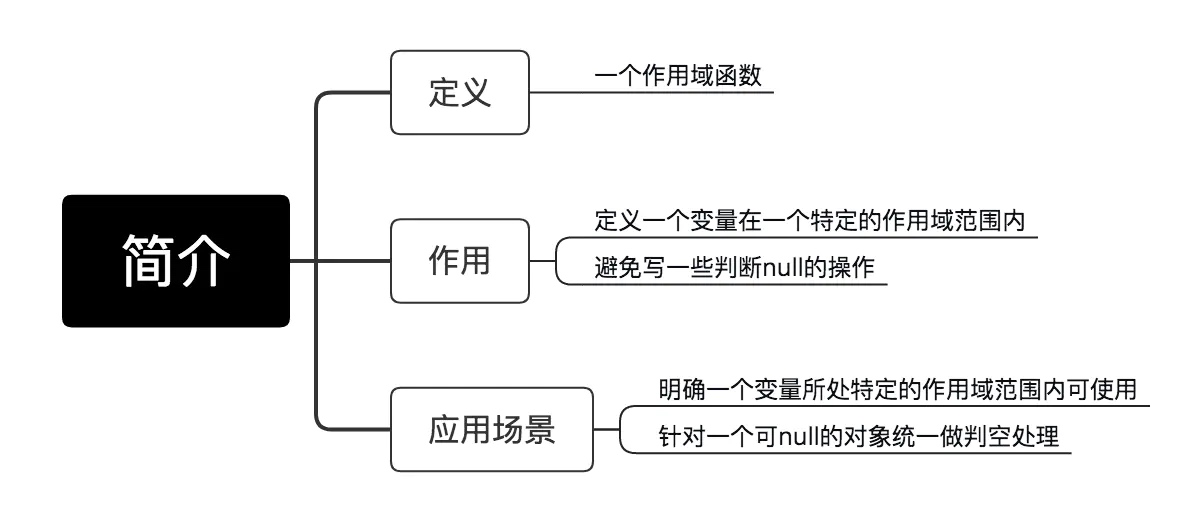 简介
定义
一个作用域函数
作用
定义一个变量在一个特定的作用域范围内
避免写一些判断null的操作
应用场景
明确一个变量所处特定的作用域范围内可使用
针对一个可null的对象统一做判空处理